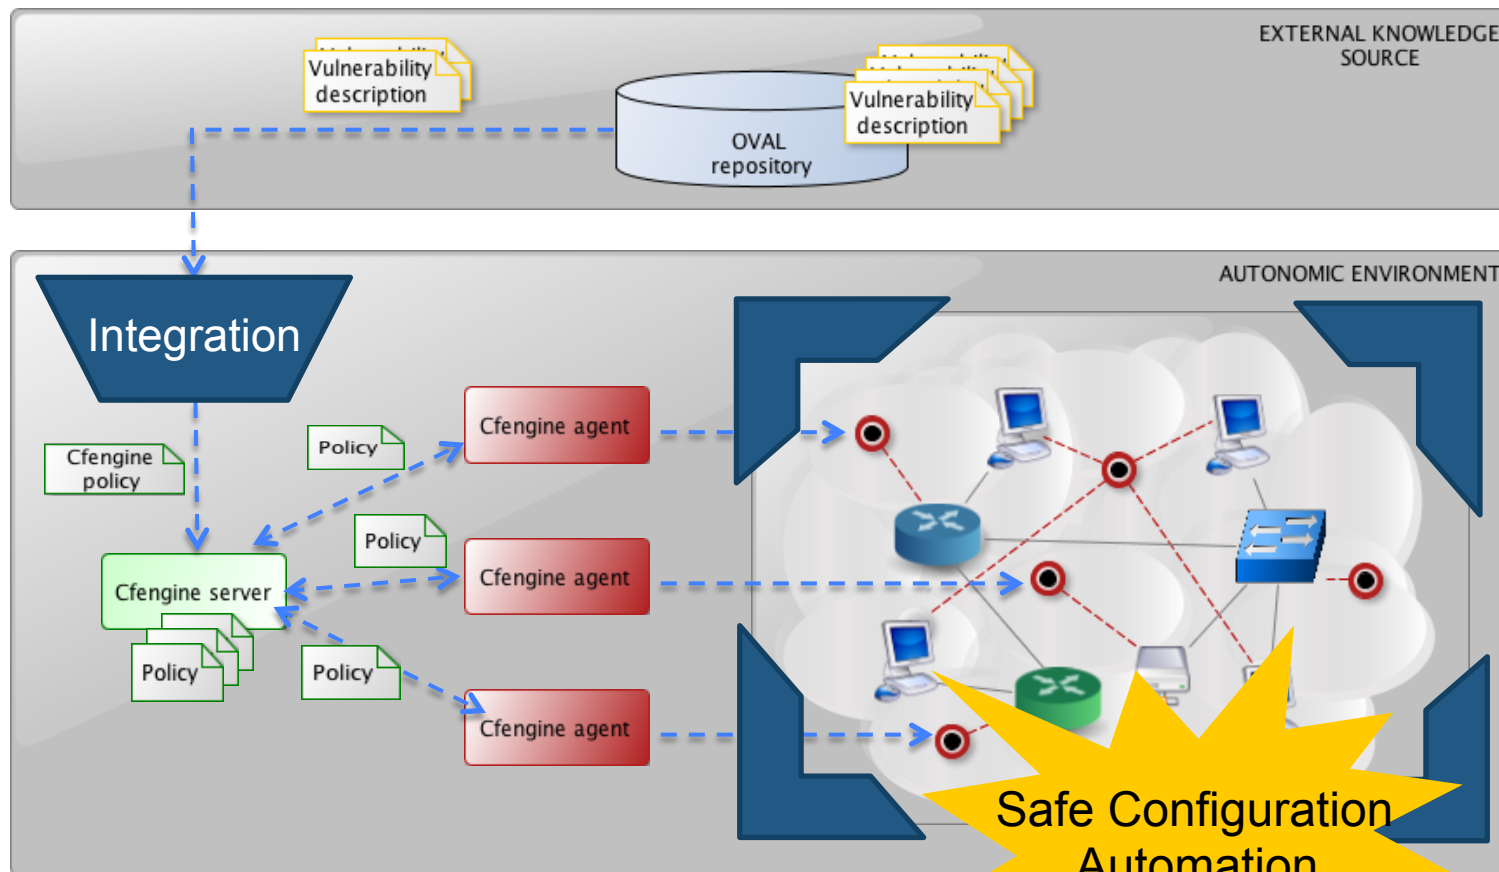 EXTERNAL KNOWLEDGE
SOURCE
Vulnerability
description
Vulnerability
description
OVAL
repository
AUTONOMIC ENVIRONMENT
Integration
Cfengine
policy
Policy
Cfengine agent
Policy
Cfengine agent
Cfengine server
Policy
Policy
Cfengine agent
Safe Configuration
Automation